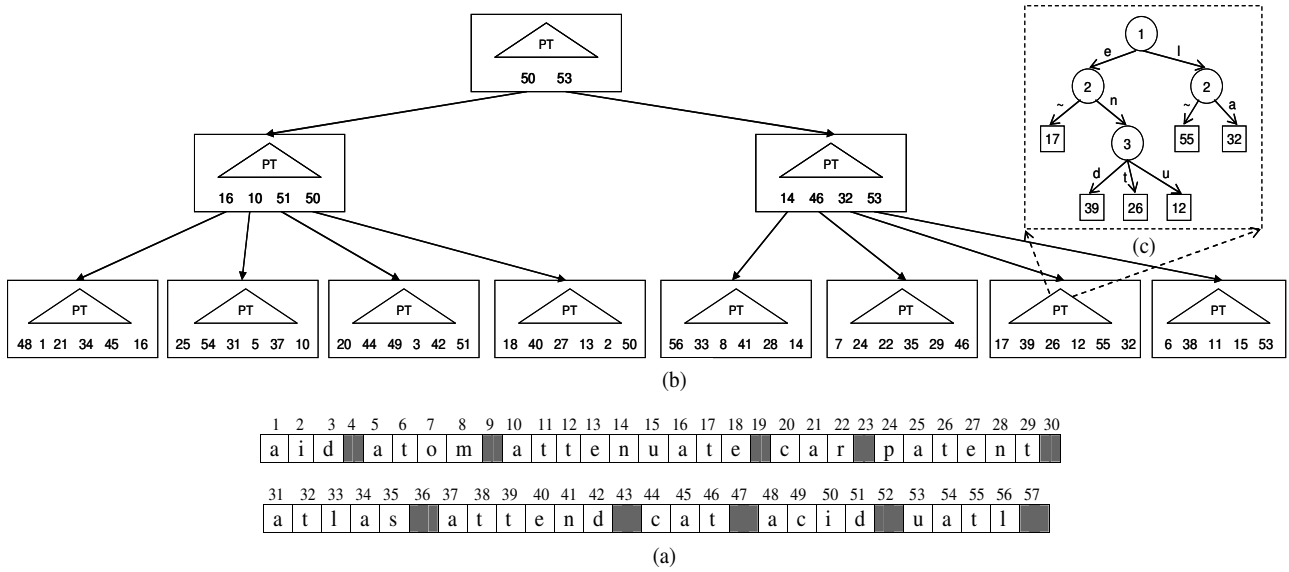 PT
50 53
PT
16 10 51 50
PT
14 46 32 53
1
e l
2 2
~ n ~ a
17 3 55 32
d t u
39 26 12
(c)
PT
48 1 21 34 45 16
PT
25 54 31 5 37 10
PT
20 44 49 3 42 51
PT
18 40 27 13 2 50
PT
56 33 8 41 28 14
PT
7 24 22 35 29 46
PT
17 39 26 12 55 32
PT
6 38 11 15 53
(b)
1 2 3 4 5 6 7 8 9 10 11 12 13 14 15 16 17 18 19 20 21 22 23 24 25 26 27 28 29 30
a i d a t o m a t t e n u a t e c a r p a t e n t
31 32 33 34 35 36 37 38 39 40 41 42 43 44 45 46 47 48 49 50 51 52 53 54 55 56 57
a t l a s a t t e n d c a t a c i d u a t l
(a)